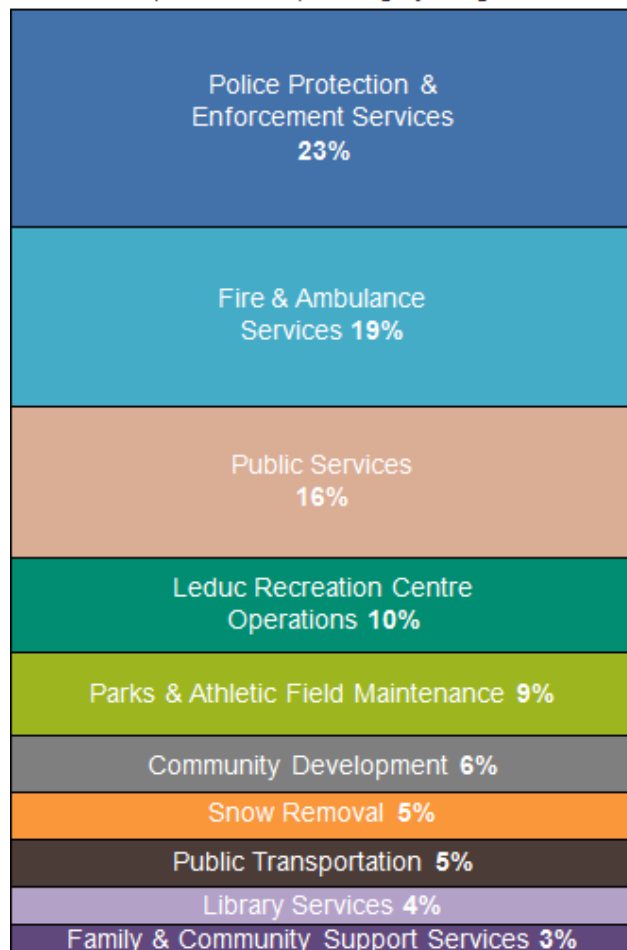 Police Protection &
Enforcement Services
23%
Fire & Ambulance
Services 19%
Public Services
16%
Leduc Recreation Centre
Operations 10%
Parks & Athletic Field Maintenance 9%
Community Development 6%
Snow Removal 5%
Public Transportation 5%
Library Services 4%
Family & Community Support Services 3%